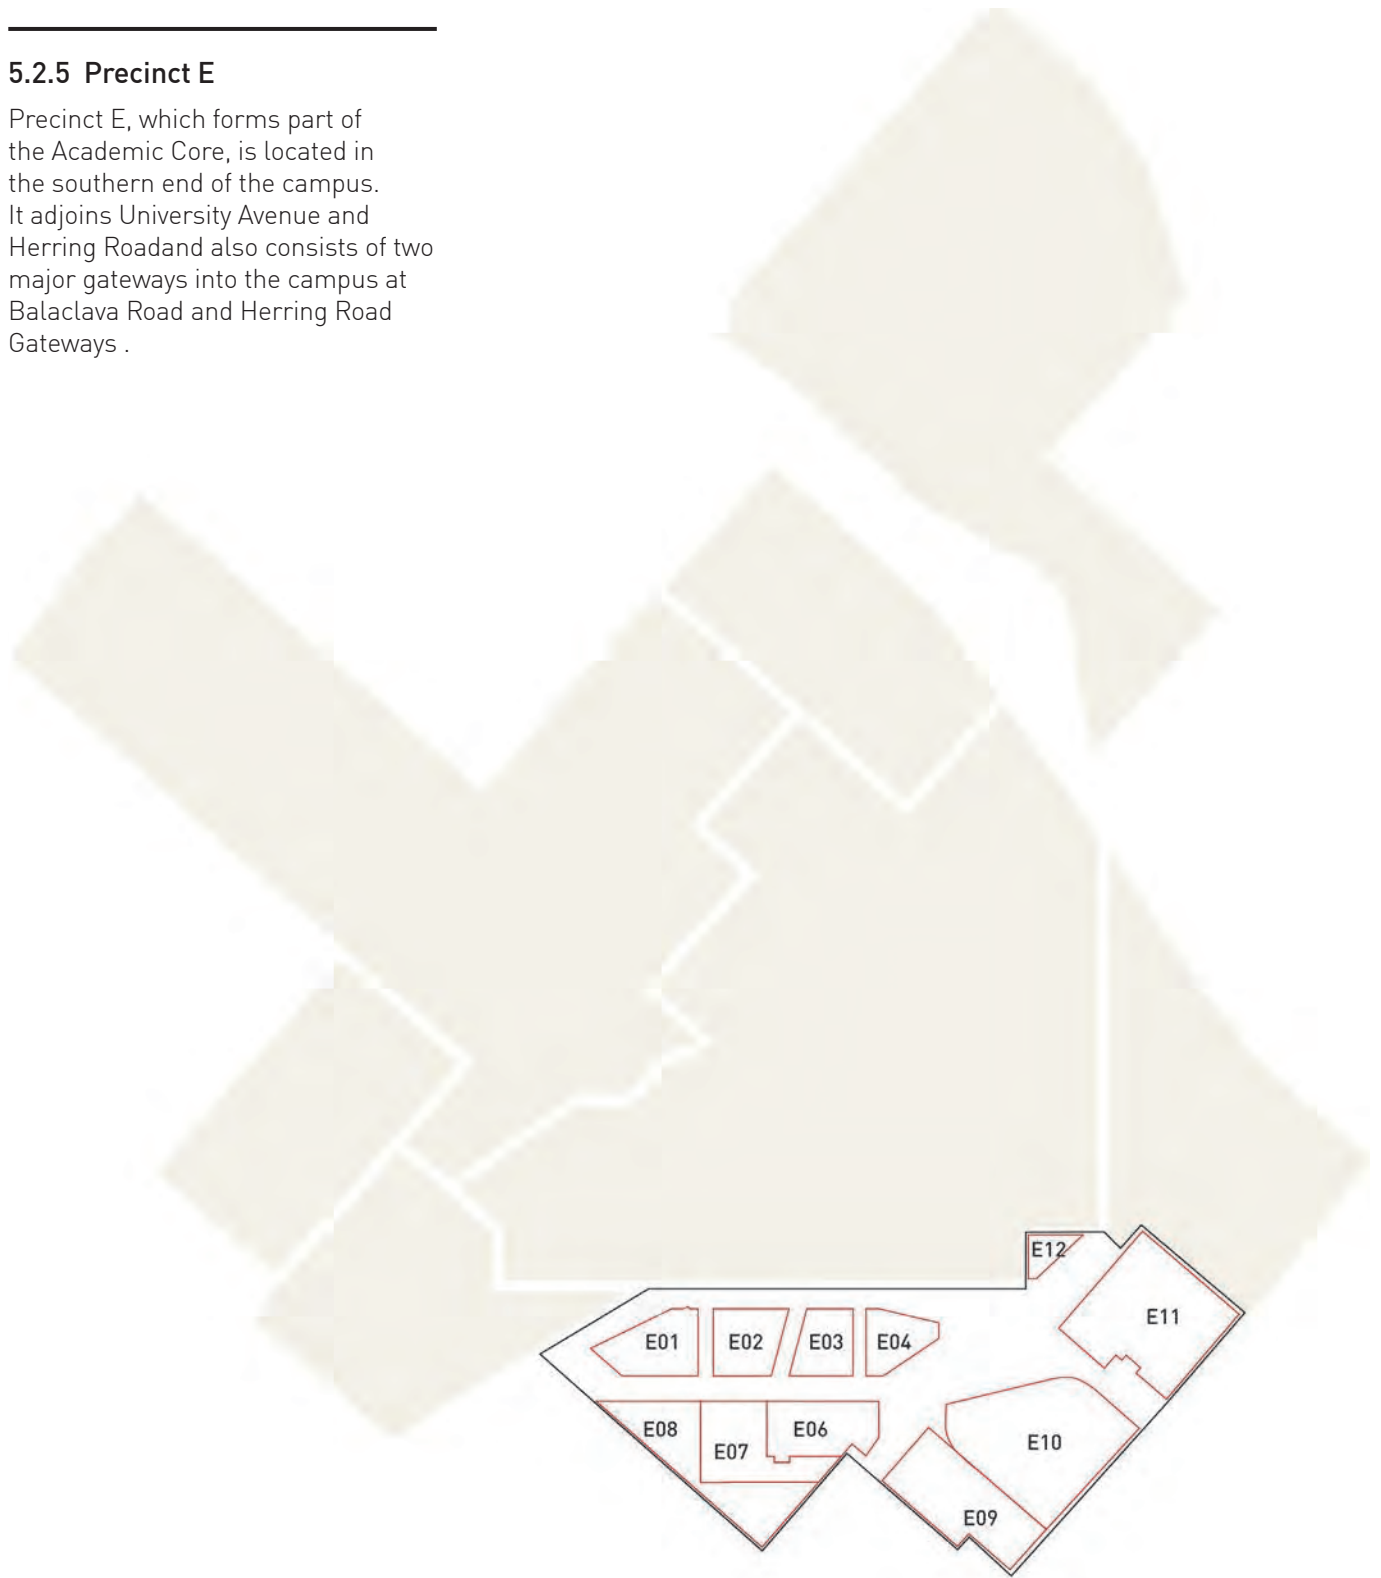 5.2.5 Precinct E
Precinct E, which forms part of
the Academic Core, is located in
the southern end of the campus.
It adjoins University Avenue and
Herring Roadand also consists of two
major gateways into the campus at
Balaclava Road and Herring Road
Gateways .
E12
E11
E01
E02
E03
E04
E08
E07
E06
E10
E09